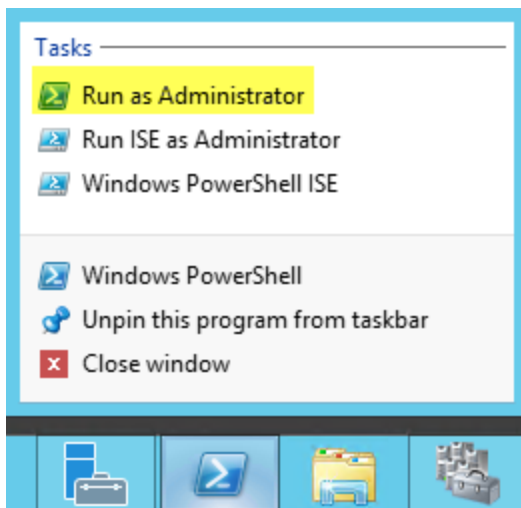 Tasks
Run as Administrator
Run ISE as Administrator
Windows PowerShell ISE
Windows PowerShell
Unpin this program from taskbar
Close window